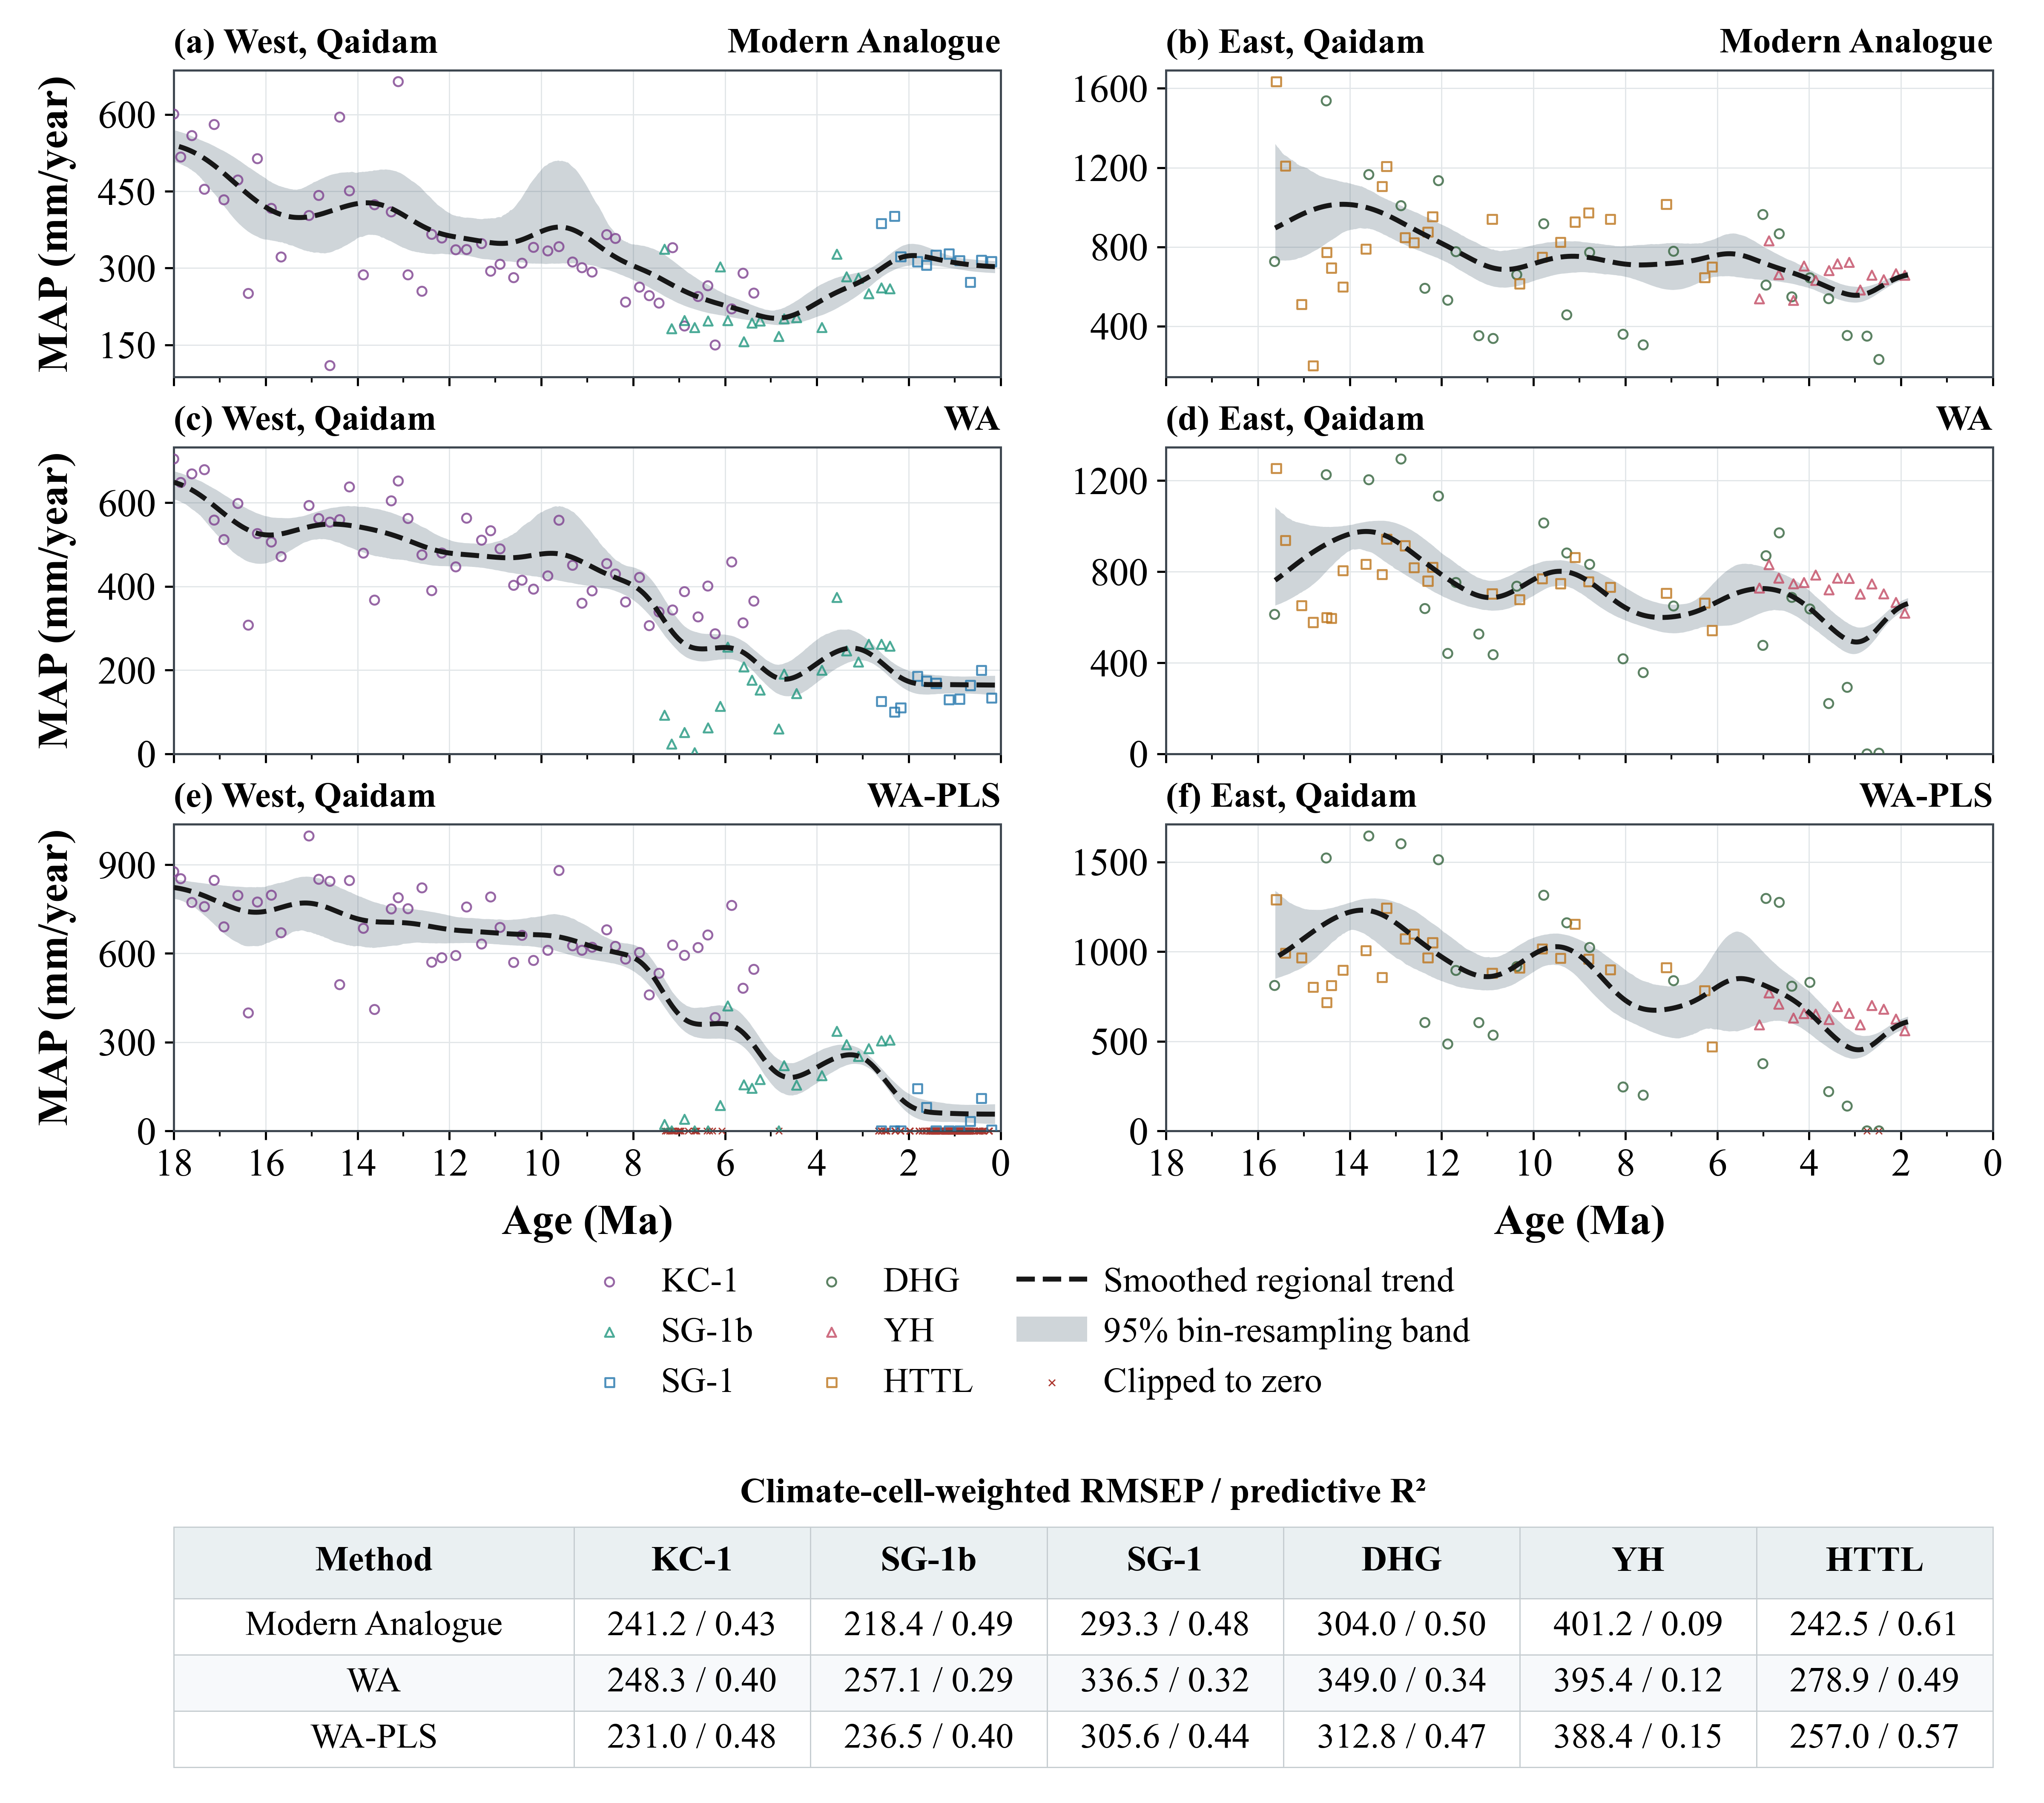 (a) West, Qaidam Modern Analogue
MAP (mm/year)
600
450
300
150
(b) East, Qaidam Modern Analogue
1600
1200
800
400
(c) West, Qaidam WA
MAP (mm/year)
600
400
200
0
(d) East, Qaidam WA
1200
800
400
0
(e) West, Qaidam WA-PLS
MAP (mm/year)
900
600
300
0
18 16 14 12 10 8 6 4 2 0
Age (Ma)
(f) East, Qaidam WA-PLS
1500
1000
500
0
18 16 14 12 10 8 6 4 2 0
Age (Ma)
KC-1 DHG Smoothed regional trend
SG-1b YH 95% bin-resampling band
SG-1 HTTL Clipped to zero
Climate-cell-weighted RMSEP / predictive R²
Method KC-1 SG-1b SG-1 DHG YH HTTL
Modern Analogue 241.2 / 0.43 218.4 / 0.49 293.3 / 0.48 304.0 / 0.50 401.2 / 0.09 242.5 / 0.61
WA 248.3 / 0.40 257.1 / 0.29 336.5 / 0.32 349.0 / 0.34 395.4 / 0.12 278.9 / 0.49
WA-PLS 231.0 / 0.48 236.5 / 0.40 305.6 / 0.44 312.8 / 0.47 388.4 / 0.15 257.0 / 0.57